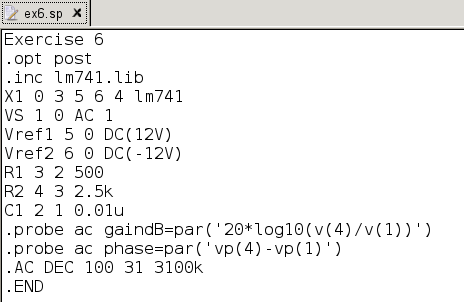 ex6.sp
Exercise 6
.opt post
.inc lm741.lib
X1 0 3 5 6 4 lm741
VS 1 0 AC 1
Vref1 5 0 DC(12V)
Vref2 6 0 DC(-12V)
R1 3 2 500
R2 4 3 2.5k
C1 2 1 0.01u
.probe ac gaindB=par('20*log10(v(4)/v(1))')
.probe ac phase=par('vp(4)-vp(1)')
.AC DEC 100 31 3100k
.END